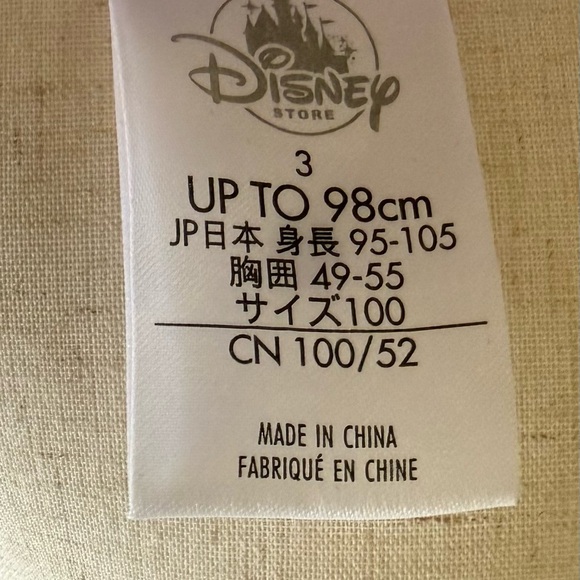 Disney
STORE
3
UP TO 98cm
JP日本 身長 95-105
胸囲 49-55
サイズ100
CN 100/52
MADE IN CHINA
FABRIQUÉ EN CHINE